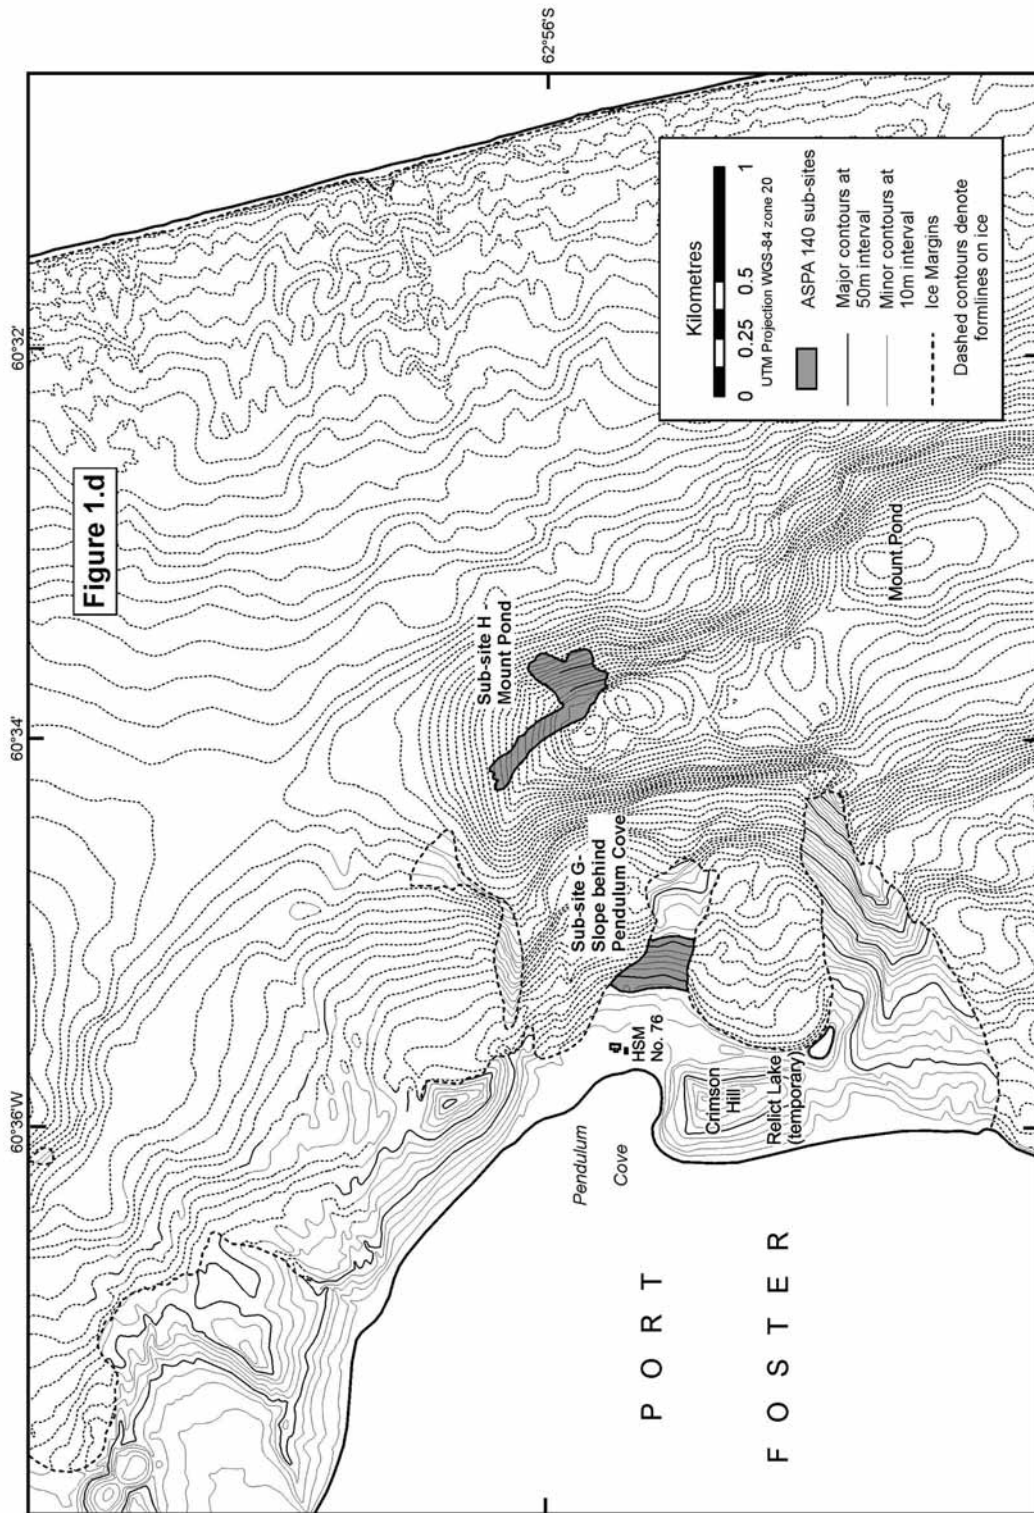 Figure 1.d
60°36'W
60°34'
60°32'
62°56'S
Sub-site H -
Mount Pond
Sub-site G-
Slope behind
Pendulum Cove
HSM
No. 76
Pendulum
Cove
Crimson
Hill
Relict Lake
(temporary)
Mount Pond
PORT
FOSTER
Kilometres
0 0.25 0.5 1
UTM Projection WGS-84 zone 20
ASPA 140 sub-sites
Major contours at
50m interval
Minor contours at
10m interval
Ice Margins
Dashed contours denote
formlines on ice